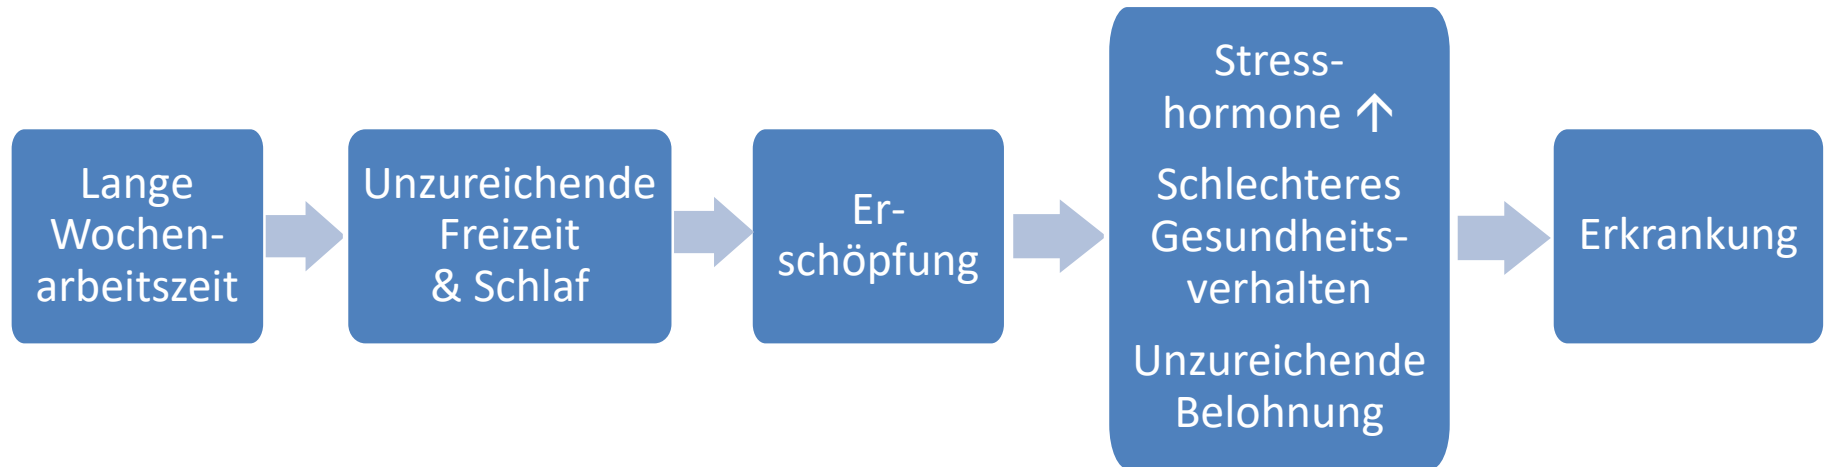 Lange
Wochen-
arbeitszeit
Unzureichende
Freizeit
& Schlaf
Er-
schöpfung
Stress-
hormone ↑
Schlechteres
Gesundheits-
verhalten
Unzureichende
Belohnung
Erkrankung